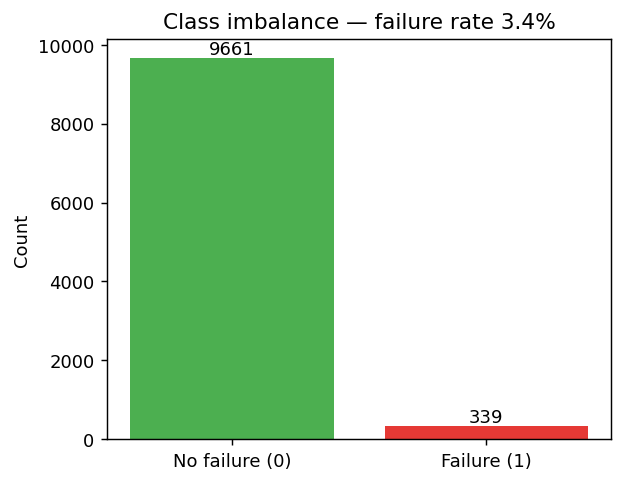 Class imbalance — failure rate 3.4%
10000
8000
6000
4000
2000
0
Count
9661
339
No failure (0)
Failure (1)